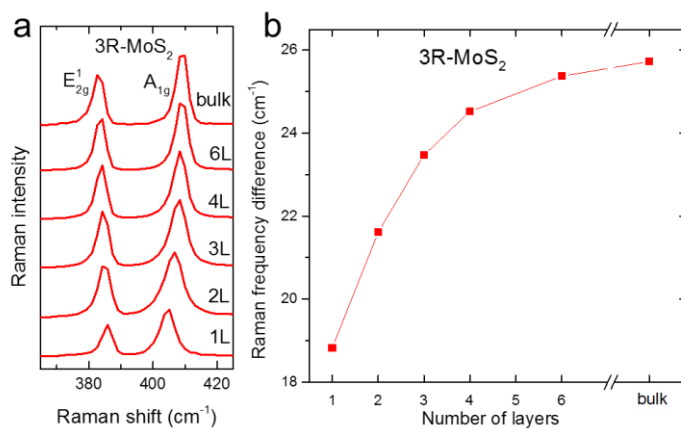 a
3R-MoS₂
E¹₂g
A₁g
bulk
6L
4L
3L
2L
1L
Raman intensity
380 400 420
Raman shift (cm⁻¹)
b
3R-MoS₂
Raman frequency difference (cm⁻¹)
26
24
22
20
18
1 2 3 4 5 6 bulk
Number of layers